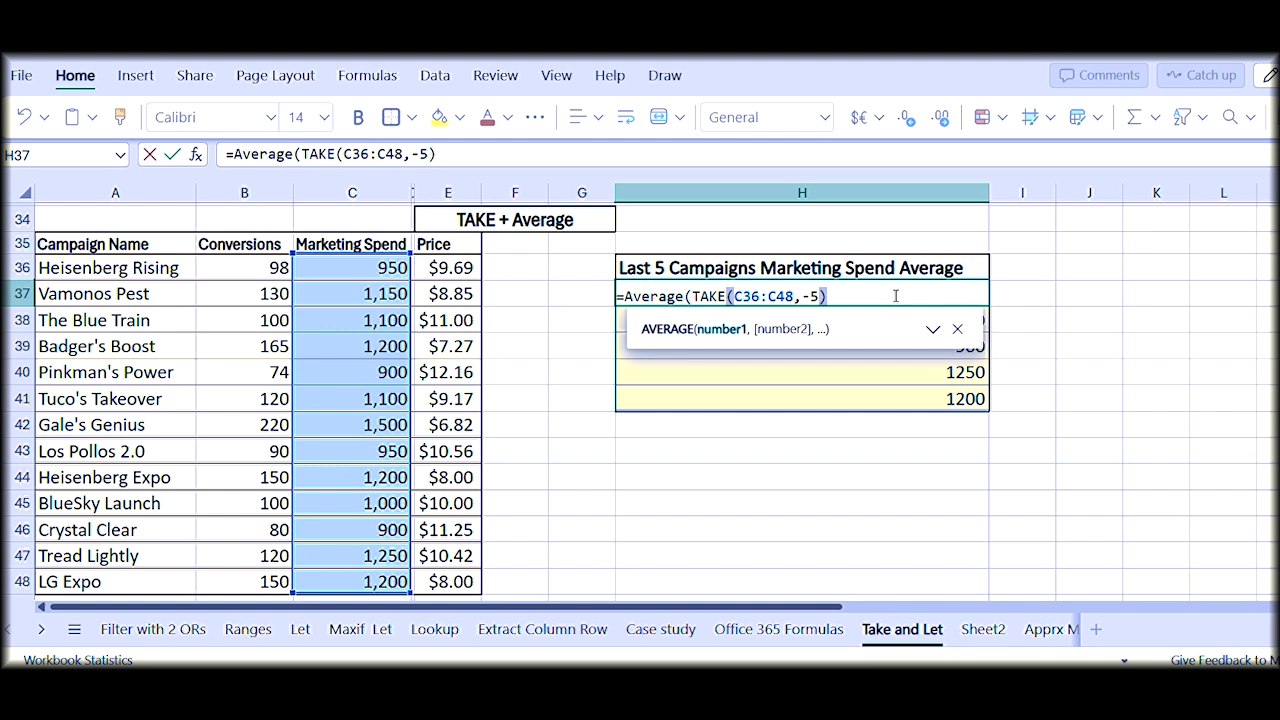 File Home Insert Share Page Layout Formulas Data Review View Help Draw Comments Catch up
Calibri 14 B A General $€
H37 fx =Average(TAKE(C36:C48,-5)
A B C E F G H I J K L
34 TAKE + Average
35 Campaign Name Conversions Marketing Spend Price
36 Heisenberg Rising 98 950 $9.69 Last 5 Campaigns Marketing Spend Average
37 Vamonos Pest 130 1,150 $8.85 =Average(TAKE(C36:C48,-5)
38 The Blue Train 100 1,100 $11.00 AVERAGE(number1, [number2], ...)
39 Badger's Boost 165 1,200 $7.27
40 Pinkman's Power 74 900 $12.16 1250
41 Tuco's Takeover 120 1,100 $9.17 1200
42 Gale's Genius 220 1,500 $6.82
43 Los Pollos 2.0 90 950 $10.56
44 Heisenberg Expo 150 1,200 $8.00
45 BlueSky Launch 100 1,000 $10.00
46 Crystal Clear 80 900 $11.25
47 Tread Lightly 120 1,250 $10.42
48 LG Expo 150 1,200 $8.00
Filter with 2 ORs Ranges Let Maxif Let Lookup Extract Column Row Case study Office 365 Formulas Take and Let Sheet2 Apprx M
Workbook Statistics Give Feedback to M